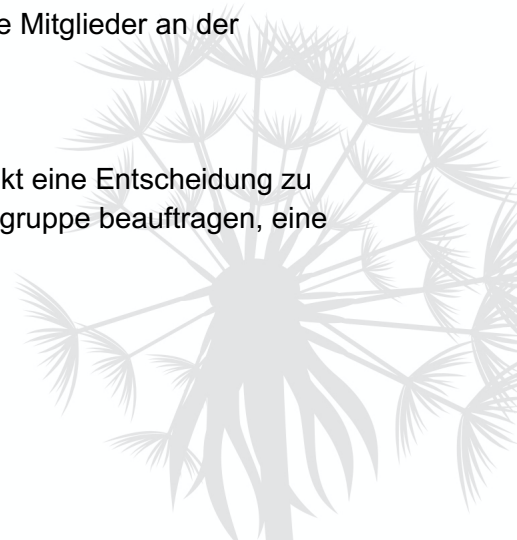 e Mitglieder an der
kt eine Entscheidung zu
gruppe beauftragen, eine